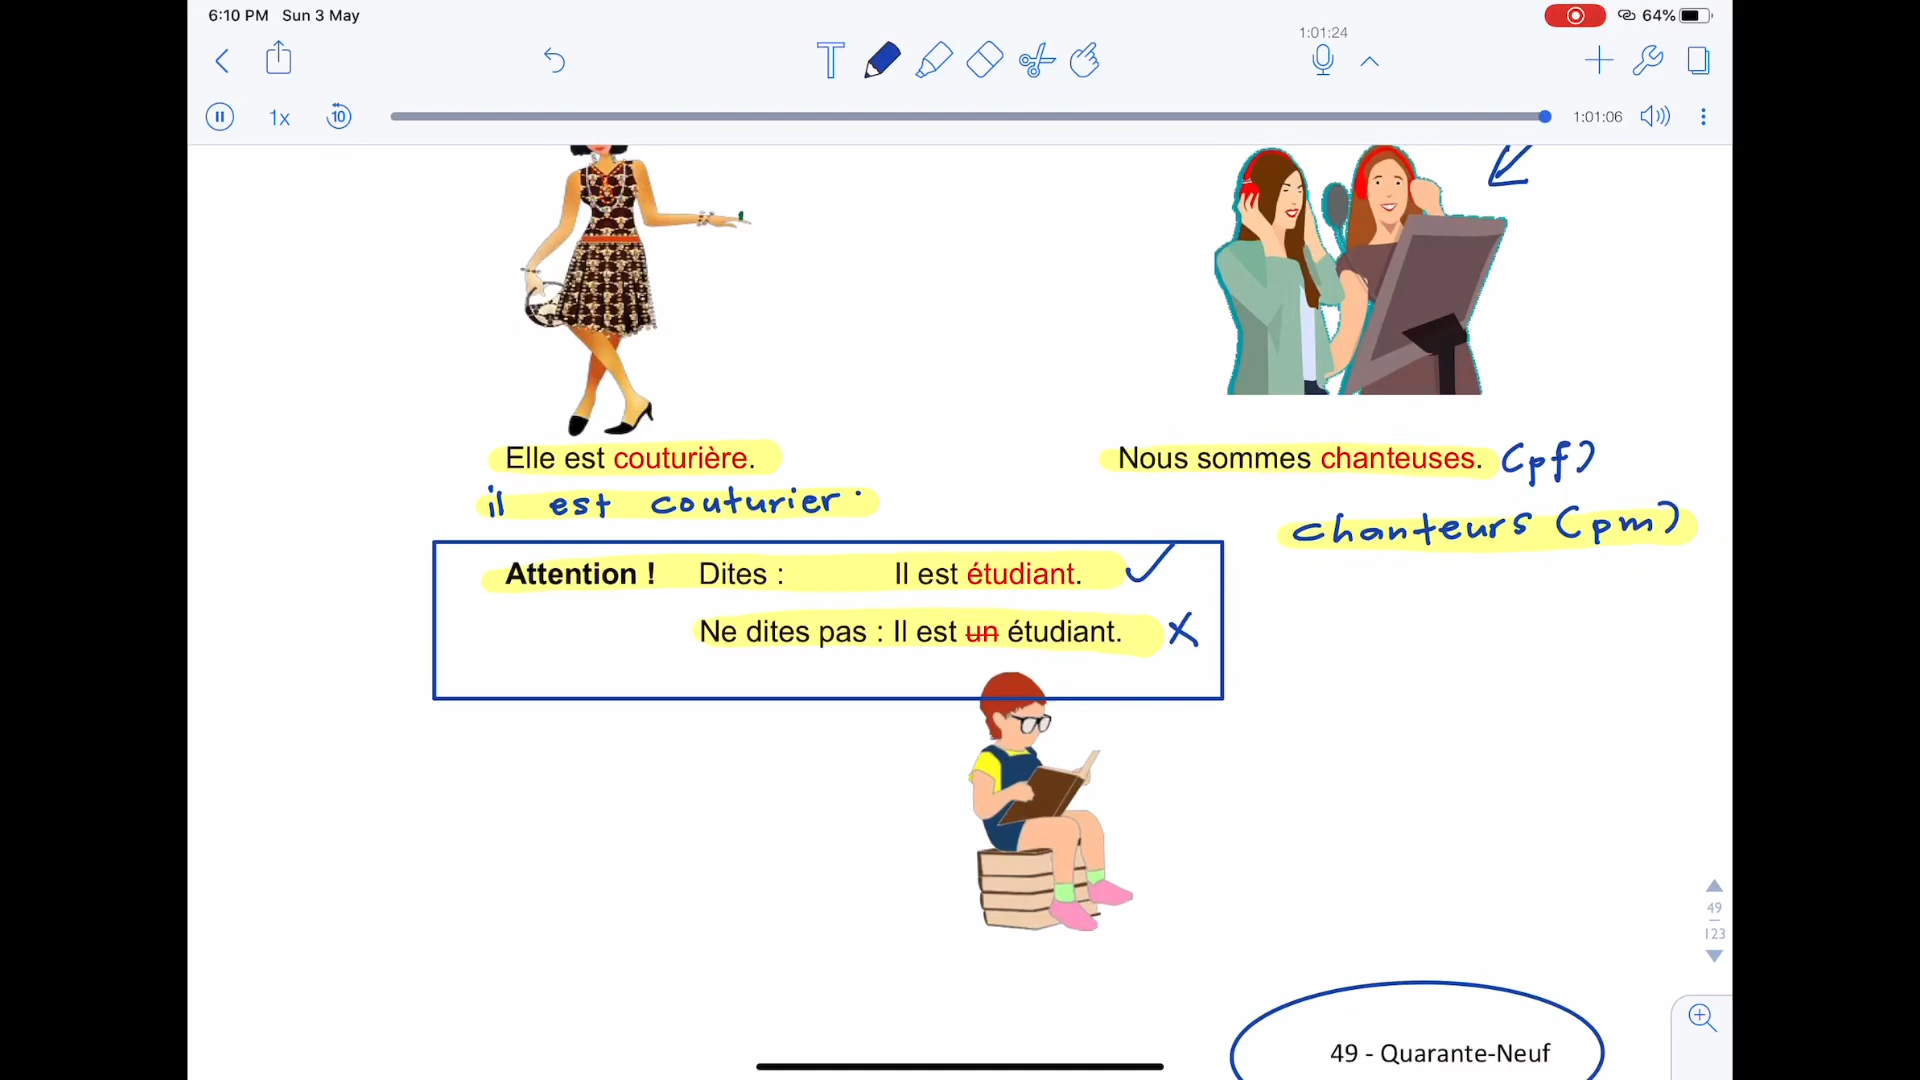 6:10 PM Sun 3 May
64%
T
1:01:24
1x
10
1:01:06
Elle est couturière.
il est couturier.
Nous sommes chanteuses. (pf)
chanteurs (pm)
Attention ! Dites : Il est étudiant.
Ne dites pas : Il est un étudiant.
49
123
49 - Quarante-Neuf